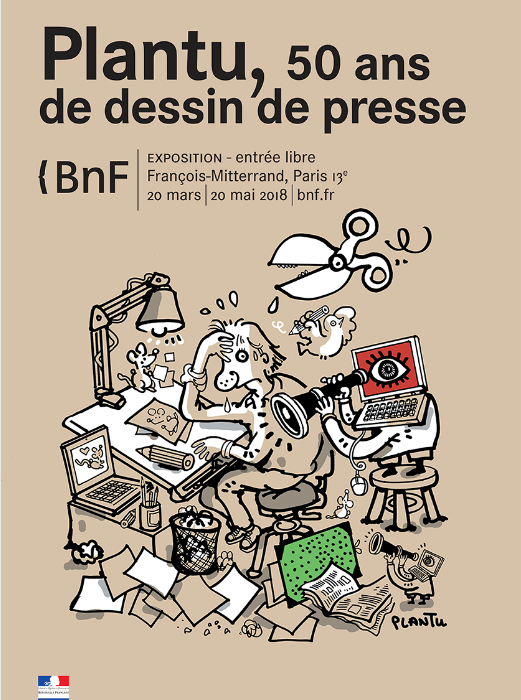 Plantu, 50 ans
de dessin de presse
BnF
EXPOSITION – entrée libre
François-Mitterrand, Paris 13e
20 mars | 20 mai 2018 | bnf.fr
PLANTU